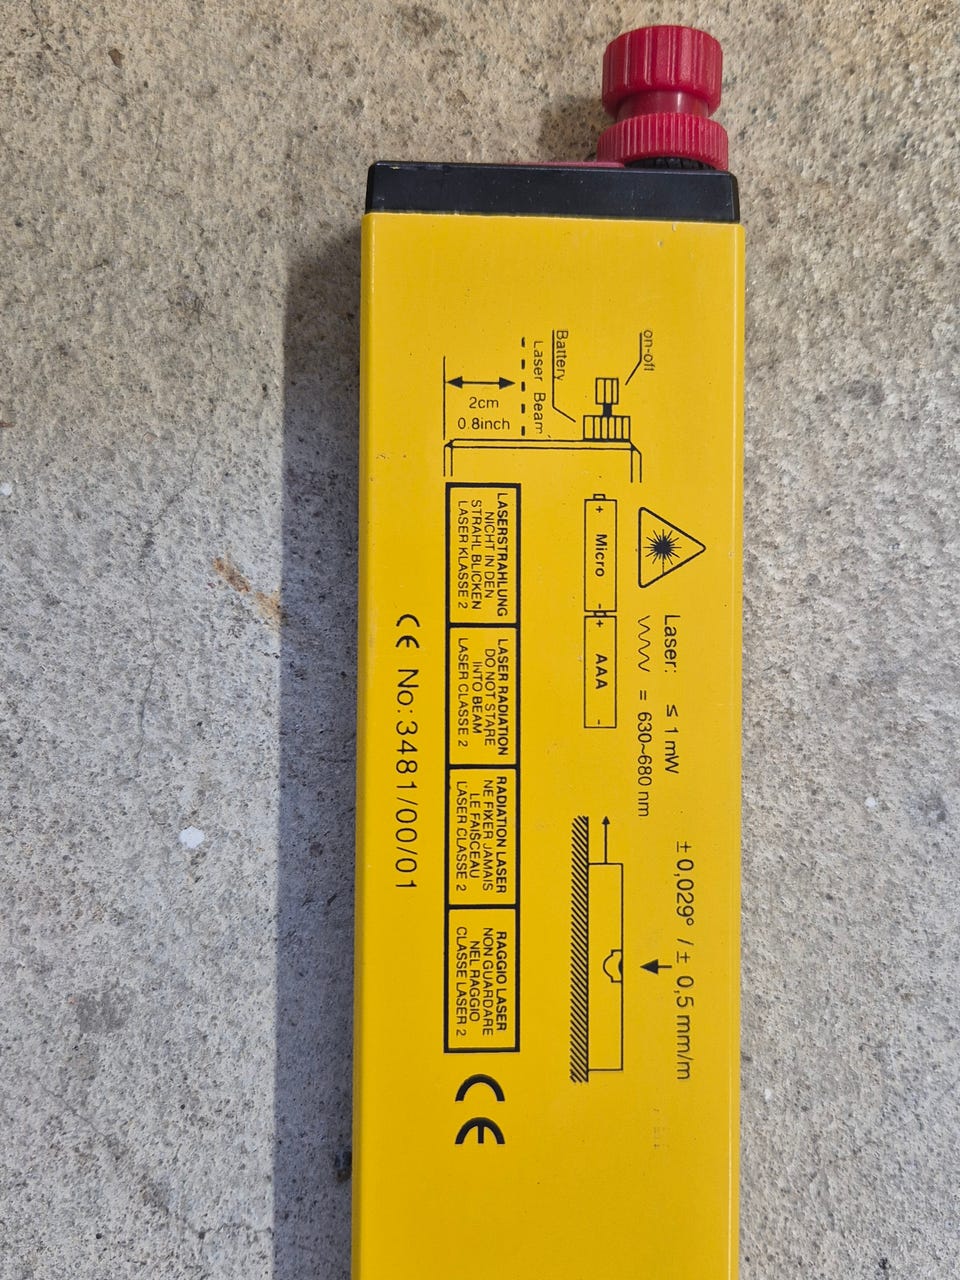 on-off
Battery
Laser Beam
2cm
0.8inch
+ Micro -
+ AAA -
Laser: ≤ 1 mW
= 630~680 nm
± 0,029° / ± 0,5 mm/m
LASERSTRAHLUNG
NICHT IN DEN
STRAHL BLICKEN
LASER KLASSE 2
LASER RADIATION
DO NOT STARE
INTO BEAM
LASER CLASSE 2
RADIATION LASER
NE FIXER JAMAIS
LE FAISCEAU
LASER CLASSE 2
RAGGIO LASER
NON GUARDARE
NEL RAGGIO
CLASSE LASER 2
CE
CE No:3481/00/01